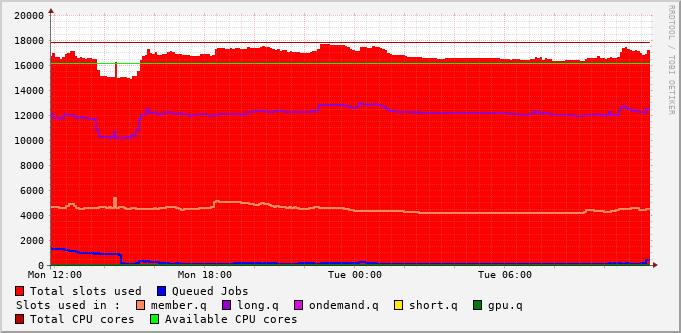 20000
18000
16000
14000
12000
10000
8000
6000
4000
2000
0
Mon 12:00 Mon 18:00 Tue 00:00 Tue 06:00
Total slots used Queued Jobs
Slots used in : member.q long.q ondemand.q short.q gpu.q
Total CPU cores Available CPU cores
RRDTOOL / TOBI OETIKER